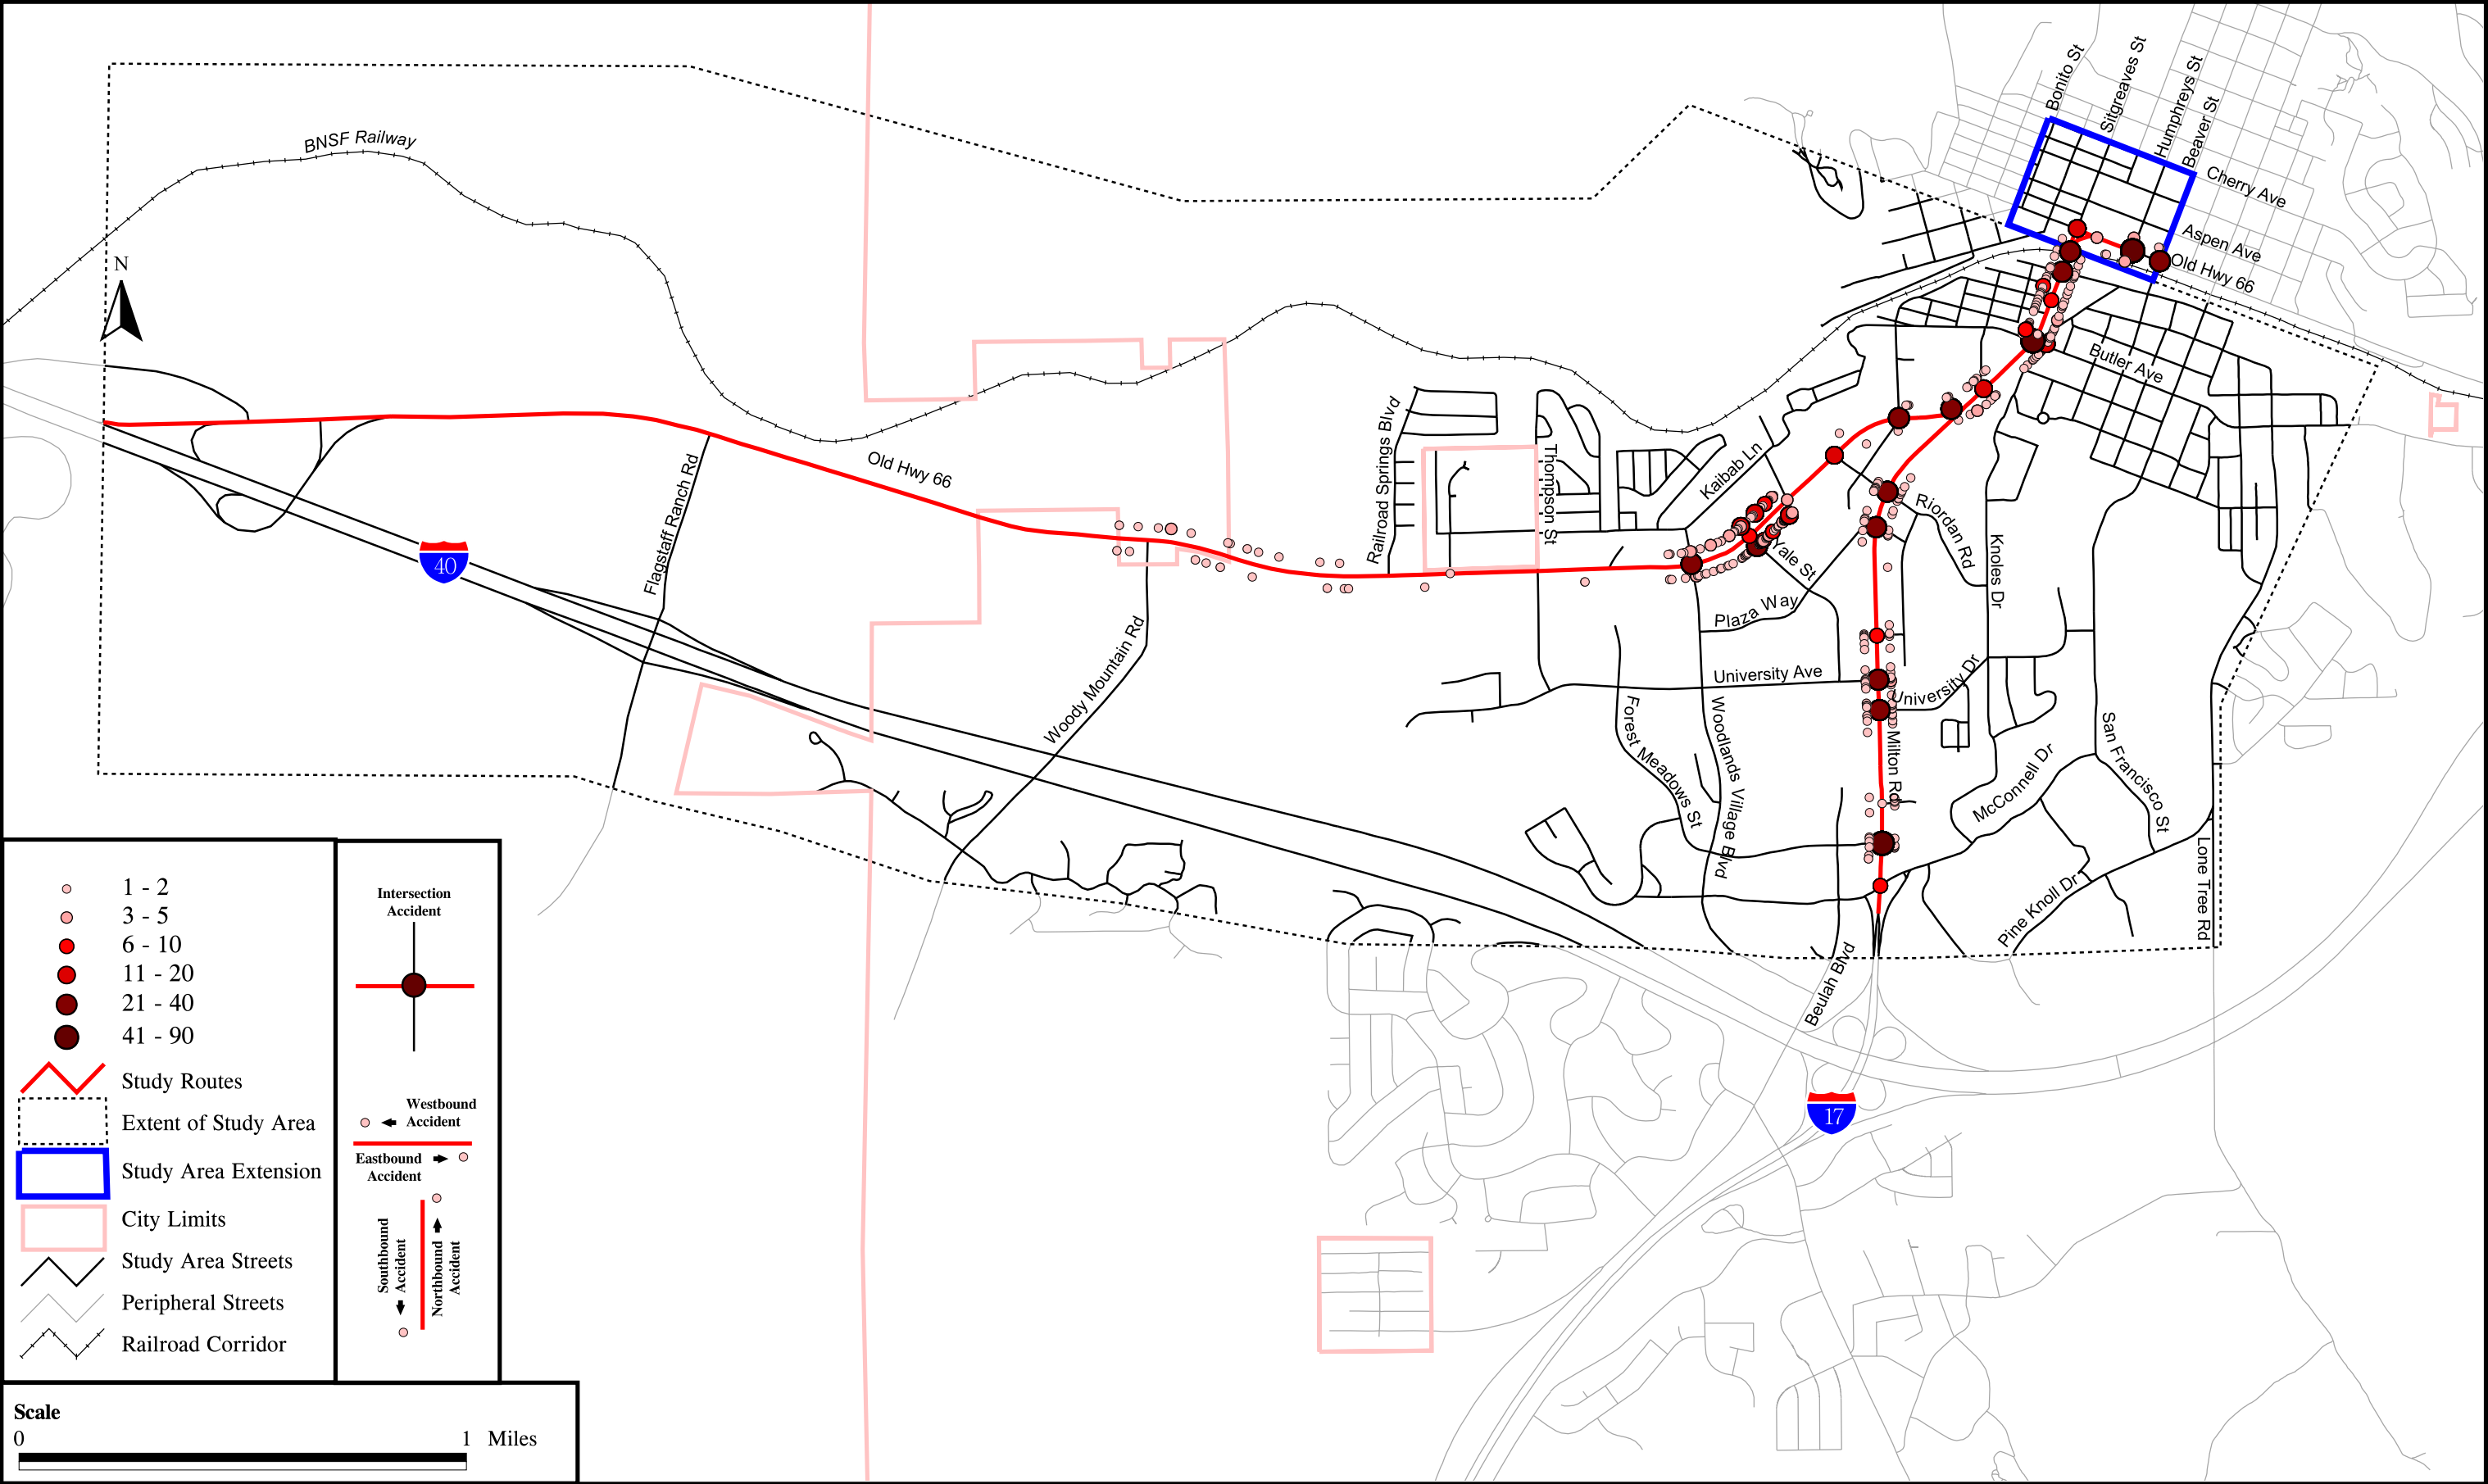 Bonito St
Sitgreaves St
Humphreys St
Beaver St
Cherry Ave
Aspen Ave
Old Hwy 66
BNSF Railway
N
Butler Ave
Railroad Springs Blvd
Thompson St
Kaibab Ln
Old Hwy 66
Flagstaff Ranch Rd
40
Yale St
Riordan Rd
Knoles Dr
Plaza Way
Woody Mountain Rd
University Ave
University Dr
Forest Meadows St
Woodlands Village Blvd
Milton Rd
McConnell Dr
San Francisco St
Pine Knoll Dr
Lone Tree Rd
Beulah Blvd
17
1 - 2
3 - 5
6 - 10
11 - 20
21 - 40
41 - 90
Study Routes
Extent of Study Area
Study Area Extension
City Limits
Study Area Streets
Peripheral Streets
Railroad Corridor
Intersection
Accident
Westbound
Accident
Eastbound
Accident
Southbound
Accident
Northbound
Accident
Scale
0 1 Miles